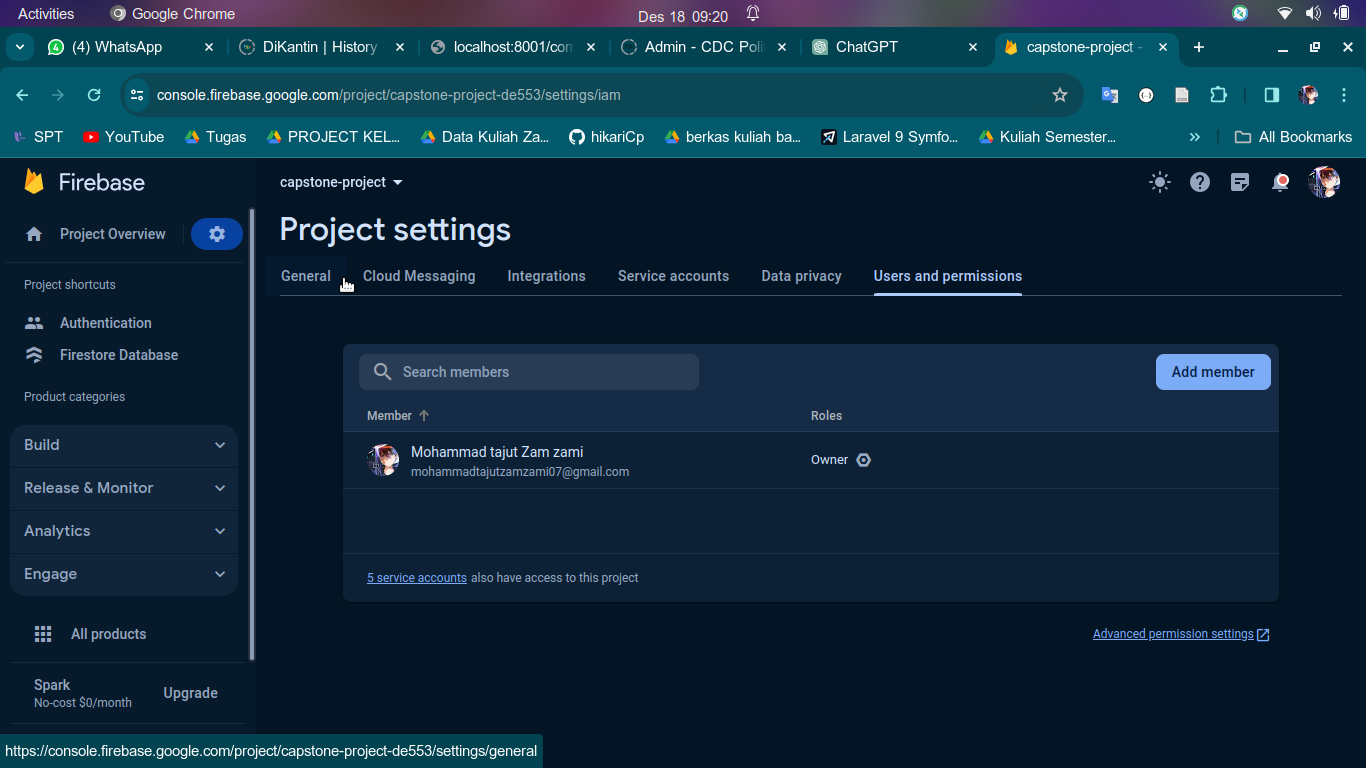 Activities
Google Chrome
Des 18 09:20
(4) WhatsApp
DiKantin | History
localhost:8001/con
Admin - CDC Poli
ChatGPT
capstone-project -
console.firebase.google.com/project/capstone-project-de553/settings/iam
SPT
YouTube
Tugas
PROJECT KEL...
Data Kuliah Za...
hikariCp
berkas kuliah ba...
Laravel 9 Symfo...
Kuliah Semester...
All Bookmarks
Firebase
capstone-project
Project Overview
Project settings
General
Cloud Messaging
Integrations
Service accounts
Data privacy
Users and permissions
Project shortcuts
Authentication
Firestore Database
Product categories
Build
Release & Monitor
Analytics
Engage
All products
Spark
No-cost $0/month
Upgrade
Search members
Add member
Member
Roles
Mohammad tajut Zam zami
mohammadtajutzamzami07@gmail.com
Owner
5 service accounts also have access to this project
Advanced permission settings
https://console.firebase.google.com/project/capstone-project-de553/settings/general